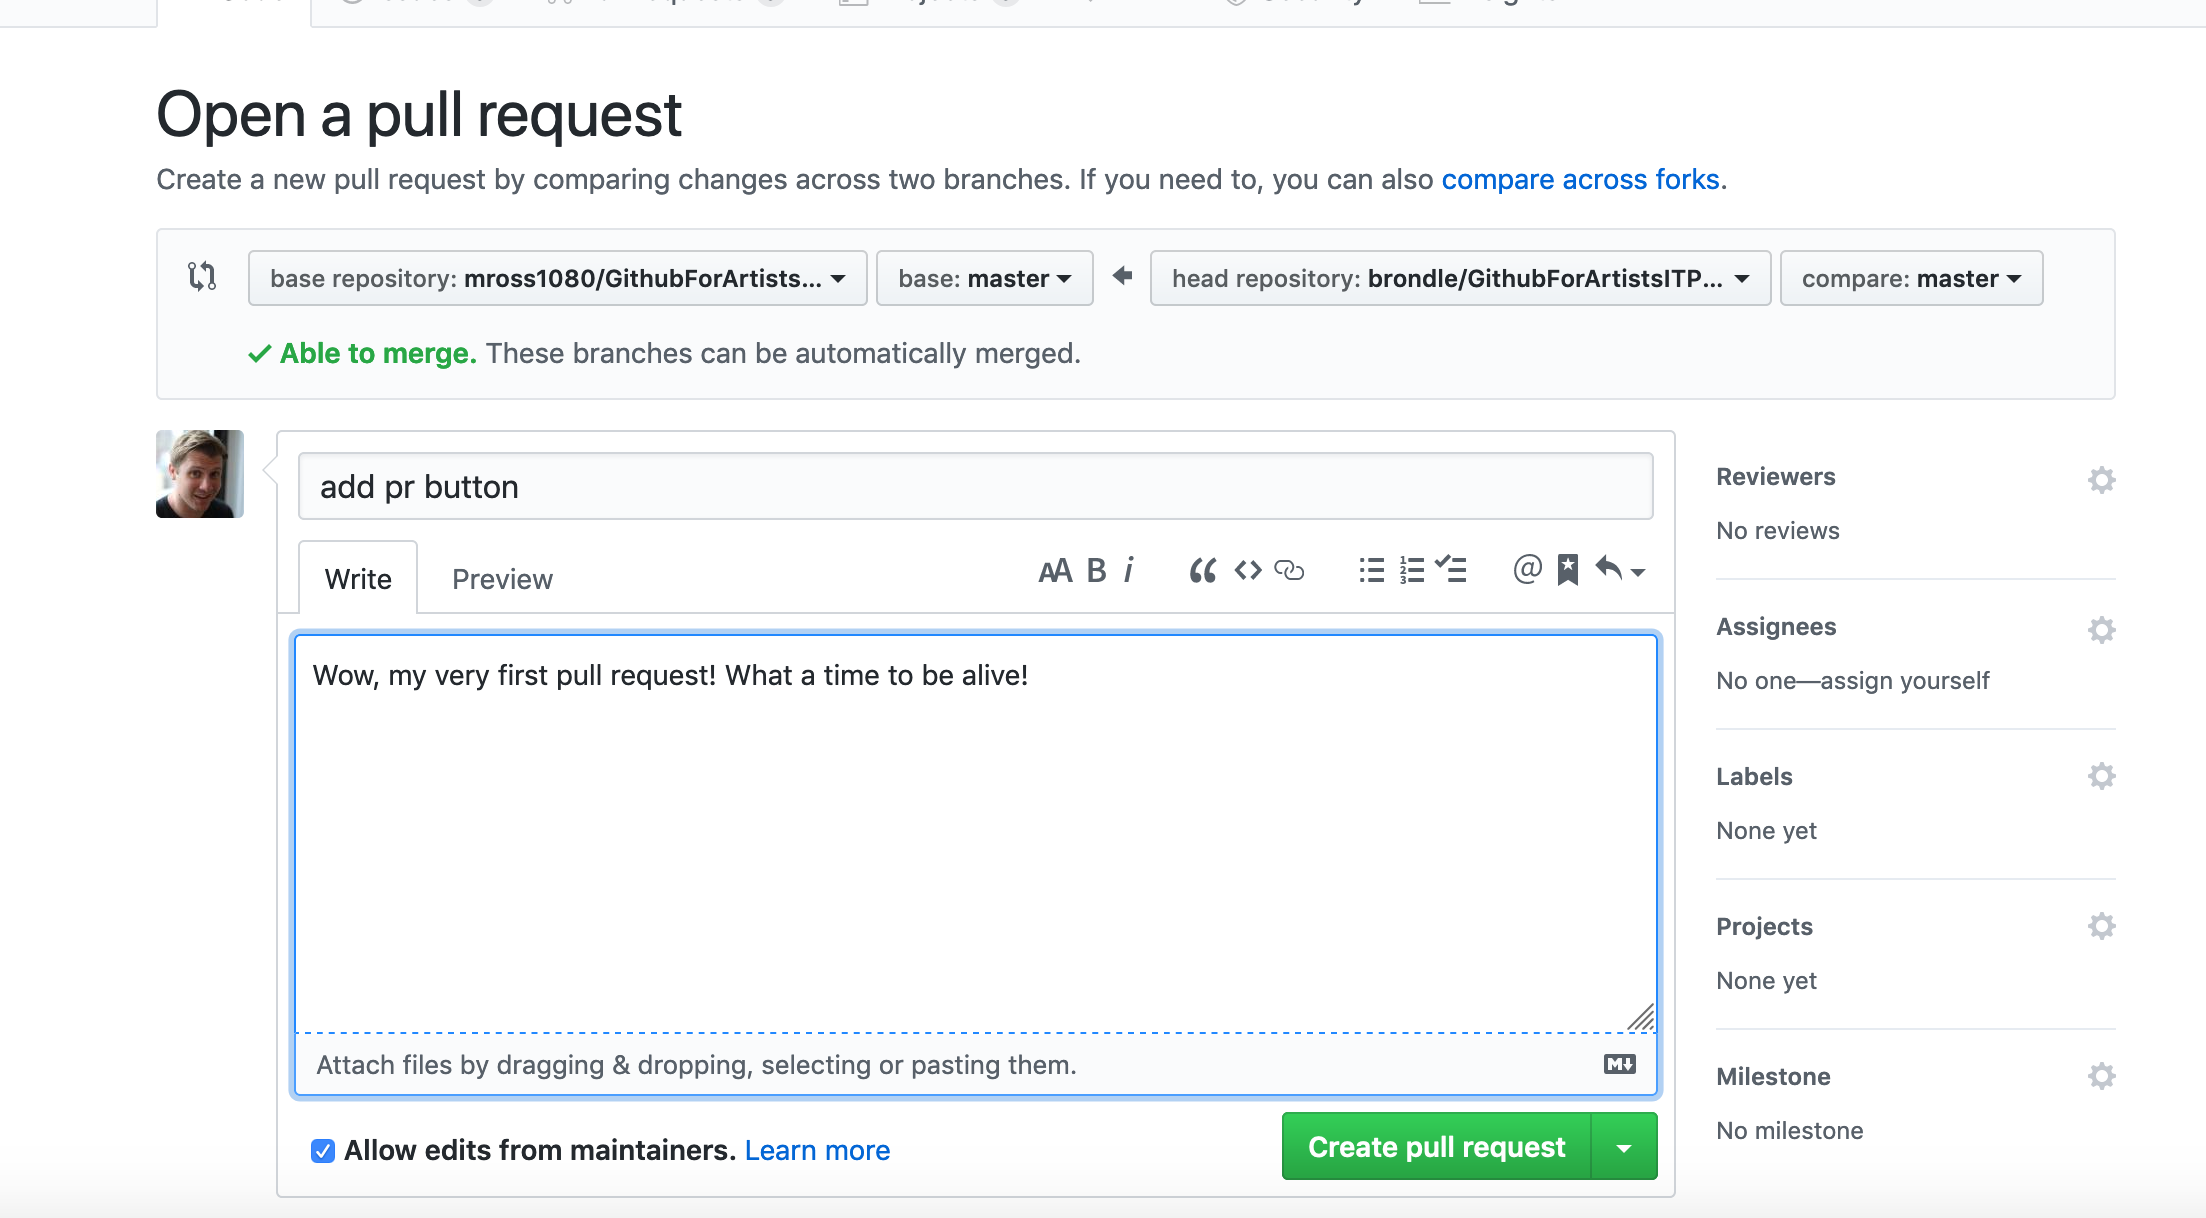 Open a pull request
Create a new pull request by comparing changes across two branches. If you need to, you can also compare across forks.
base repository: mross1080/GithubForArtists... base: master head repository: brondle/GithubForArtistsITP... compare: master
Able to merge. These branches can be automatically merged.
add pr button
Write Preview
Wow, my very first pull request! What a time to be alive!
Attach files by dragging & dropping, selecting or pasting them.
Allow edits from maintainers. Learn more
Create pull request
Reviewers
No reviews
Assignees
No one—assign yourself
Labels
None yet
Projects
None yet
Milestone
No milestone